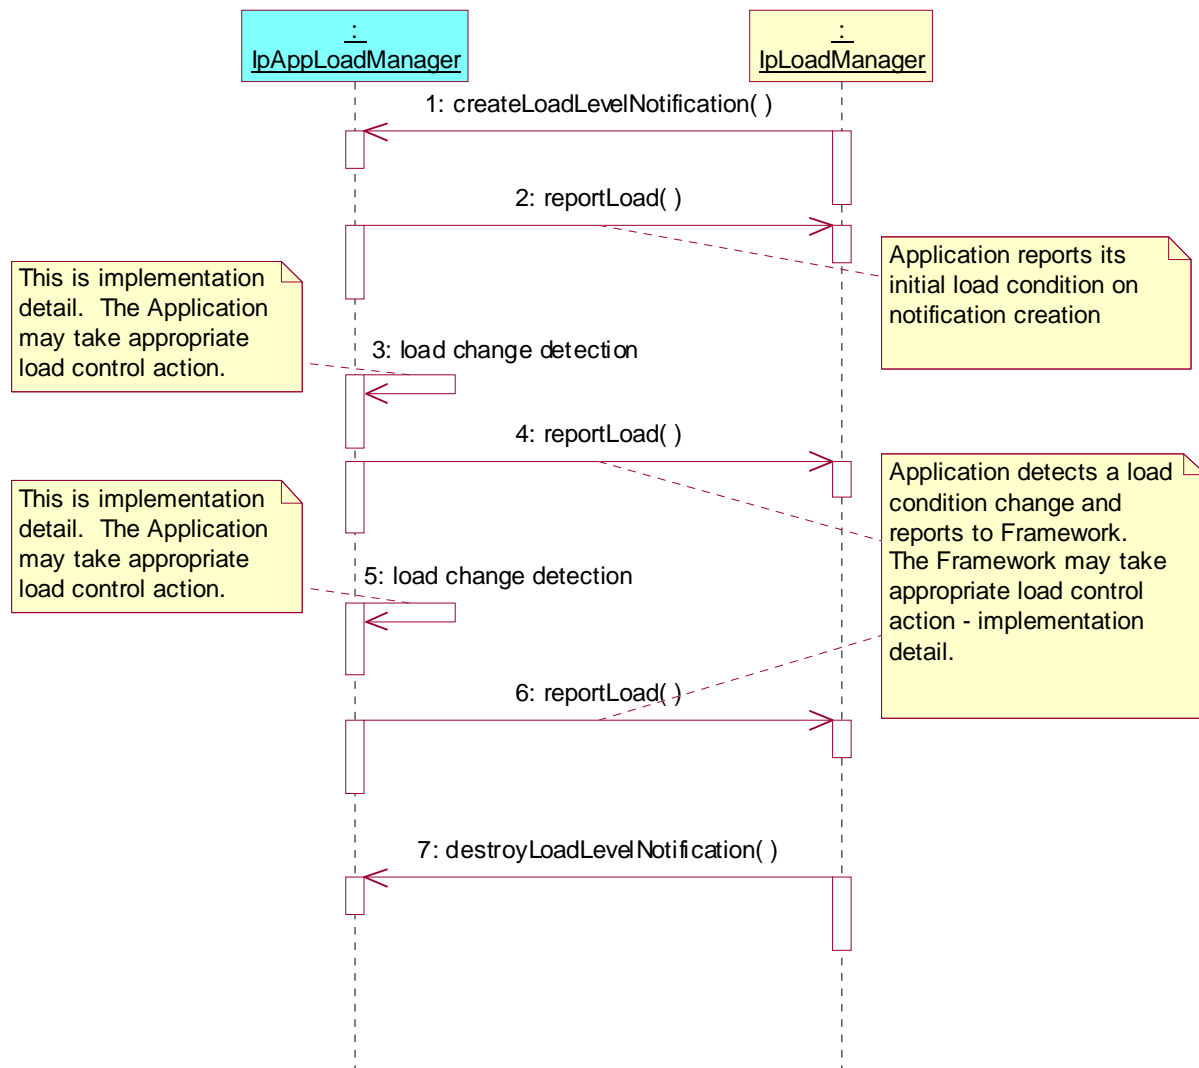 :
IpAppLoadManager
:
IpLoadManager
1: createLoadLevelNotification( )
2: reportLoad( )
Application reports its
initial load condition on
notification creation
This is implementation
detail. The Application
may take appropriate
load control action.
3: load change detection
4: reportLoad( )
Application detects a load
condition change and
reports to Framework.
The Framework may take
appropriate load control
action - implementation
detail.
This is implementation
detail. The Application
may take appropriate
load control action.
5: load change detection
6: reportLoad( )
7: destroyLoadLevelNotification( )